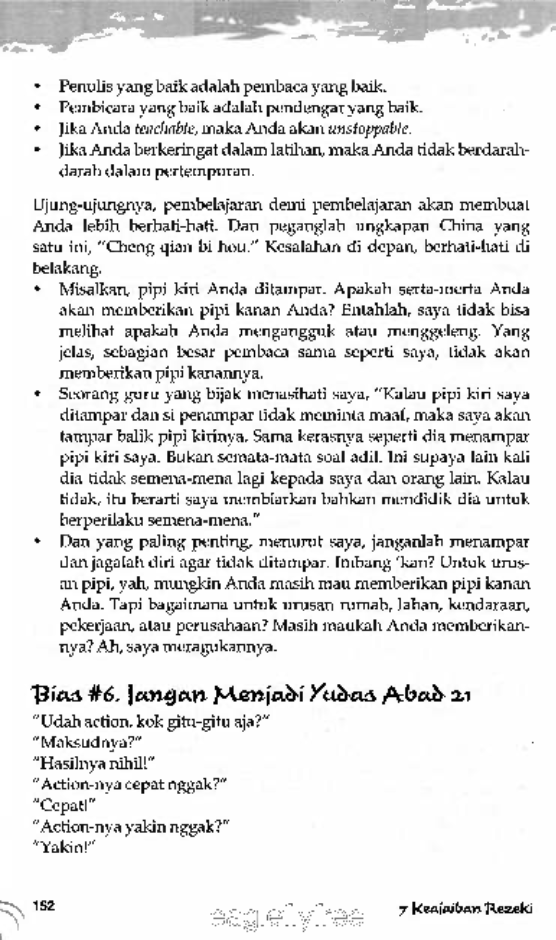 • Penulis yang baik adalah pembaca yang baik.
• Pembicara yang baik adalah pendengar yang baik.
• Jika Anda teachable, maka Anda akan unstoppable.
• Jika Anda berkeringat dalam latihan, maka Anda tidak berdarah-
darah dalam pertempuran.
Ujung-ujungnya, pembelajaran demi pembelajaran akan membuat
Anda lebih berhati-hati. Dan peganglah ungkapan China yang
satu ini, "Cheng qian bi hou." Kesalahan di depan, berhati-hati di
belakang.
• Misalkan, pipi kiri Anda ditampar. Apakah serta-merta Anda
akan memberikan pipi kanan Anda? Entahlah, saya tidak bisa
melihat apakah Anda mengangguk atau menggeleng. Yang
jelas, sebagian besar pembaca sama seperti saya, tidak akan
memberikan pipi kanannya.
• Seorang guru yang bijak menasihati saya, "Kalau pipi kiri saya
ditampar dan si penampar tidak meminta maaf, maka saya akan
tampar balik pipi kirinya. Sama kerasnya seperti dia menampar
pipi kiri saya. Bukan semata-mata soal adil. Ini supaya lain kali
dia tidak semena-mena lagi kepada saya dan orang lain. Kalau
tidak, itu berarti saya membiarkan bahkan mendidik dia untuk
berperilaku semena-mena."
• Dan yang paling penting, menurut saya, janganlah menampar
dan jagalah diri agar tidak ditampar. Imbang 'kan? Untuk urus-
an pipi, yah, mungkin Anda masih mau memberikan pipi kanan
Anda. Tapi bagaimana untuk urusan rumah, lahan, kendaraan,
pekerjaan, atau perusahaan? Masih maukah Anda memberikan-
nya? Ah, saya meragukannya.
Bias #6. Jangan Menjadi Yudas Abad 21
"Udah action, kok gitu-gitu aja?"
"Maksudnya?"
"Hasilnya nihil!"
"Action-nya cepat nggak?"
"Cepat!"
"Action-nya yakin nggak?"
"Yakin!"
152
eaglefyfree
7 Keajaiban Rezeki